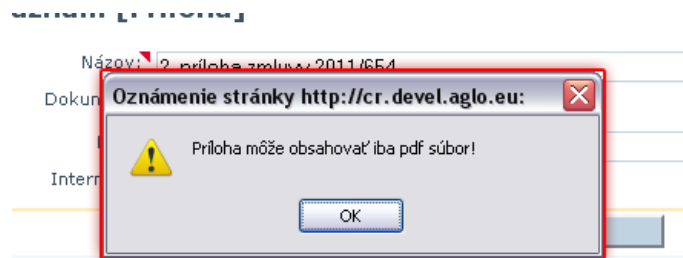 Názov: 2. príloha zmluvy 2011/654
Dokun
Oznámenie stránky http://cr.devel.aglo.eu:
Príloha môže obsahovať iba pdf súbor!
Intern
OK